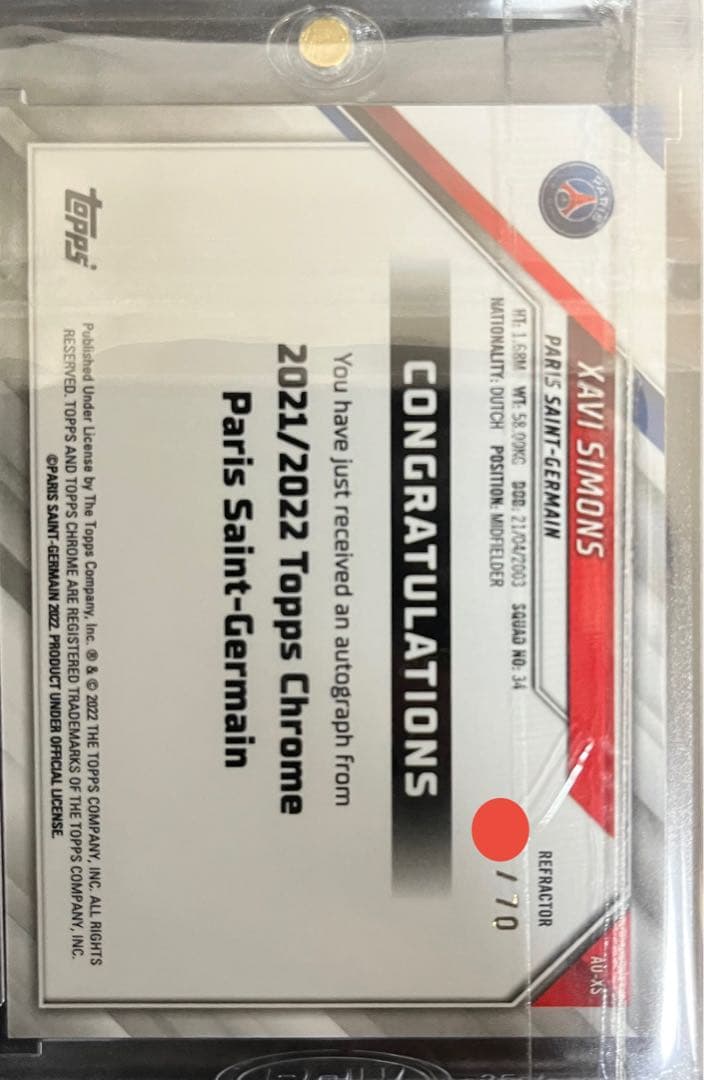 AU-XS
XAVI SIMONS
PARIS SAINT-GERMAIN
REFRACTOR
HT: 1.68M WT: 58.00KG DOB: 21/04/2003 SQUAD NO: 34
NATIONALITY: DUTCH POSITION: MIDFIELDER
/70
PARIS
CONGRATULATIONS
You have just received an autograph from
2021/2022 Topps Chrome
Paris Saint-Germain
topps
Published Under License by The Topps Company, Inc. ® & © 2022 THE TOPPS COMPANY, INC. ALL RIGHTS
RESERVED. TOPPS AND TOPPS CHROME ARE REGISTERED TRADEMARKS OF THE TOPPS COMPANY, INC.
©PARIS SAINT-GERMAIN 2022. PRODUCT UNDER OFFICIAL LICENSE.